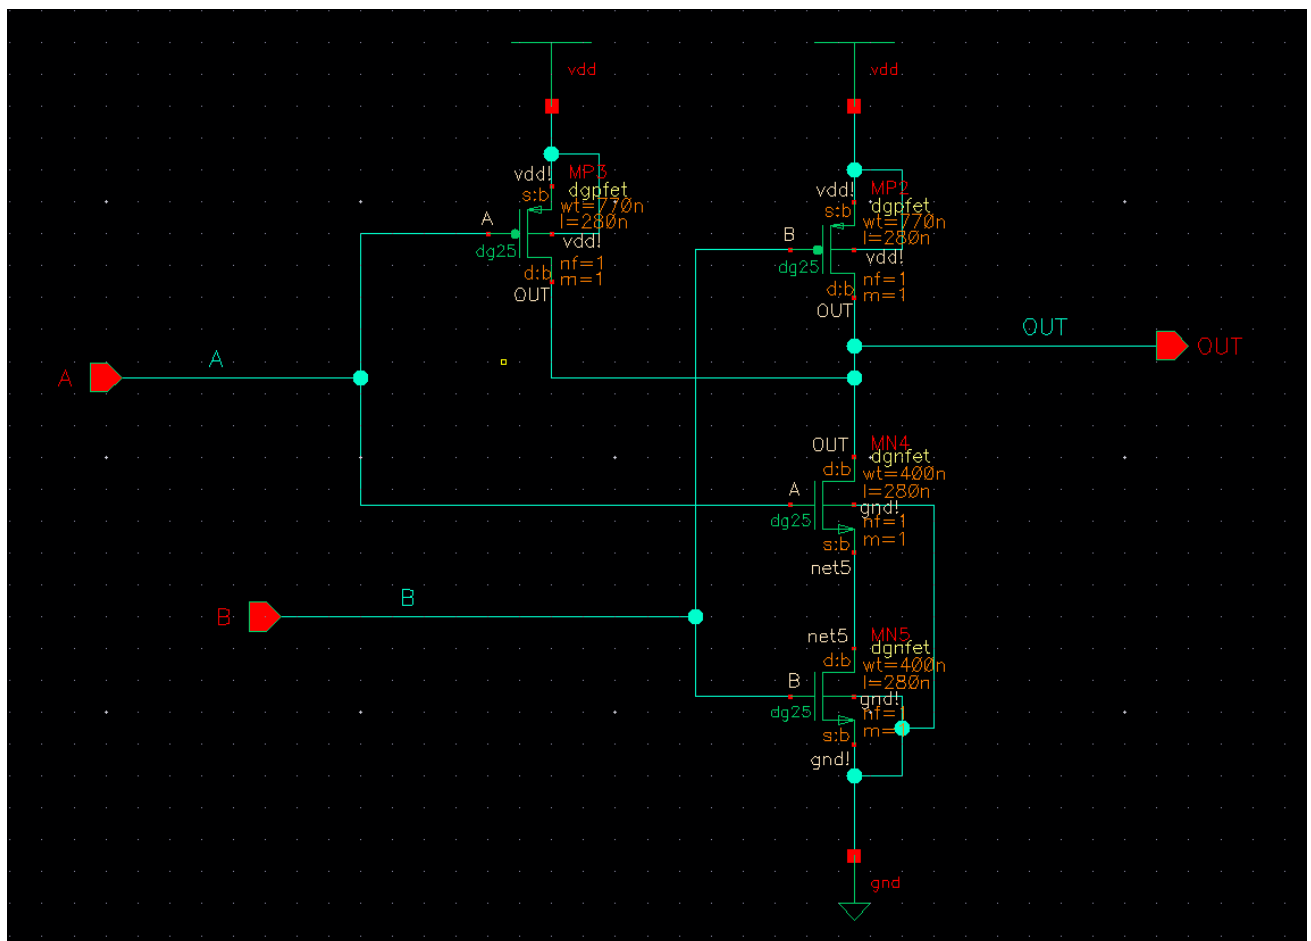 vdd
vdd
vdd!
MP3
dgpfet
s:b
wt=770n
l=280n
A
vdd!
dg25
nf=1
d:b
m=1
OUT
vdd!
MP2
dgpfet
s:b
wt=770n
l=280n
B
vdd!
dg25
nf=1
d:b
m=1
OUT
OUT
OUT
A
A
OUT
MN4
dgnfet
d:b
wt=400n
l=280n
A
gnd!
dg25
nf=1
s:b
m=1
net5
B
B
net5
MN5
dgnfet
d:b
wt=400n
l=280n
B
gnd!
dg25
nf=1
s:b
m=
gnd!
gnd